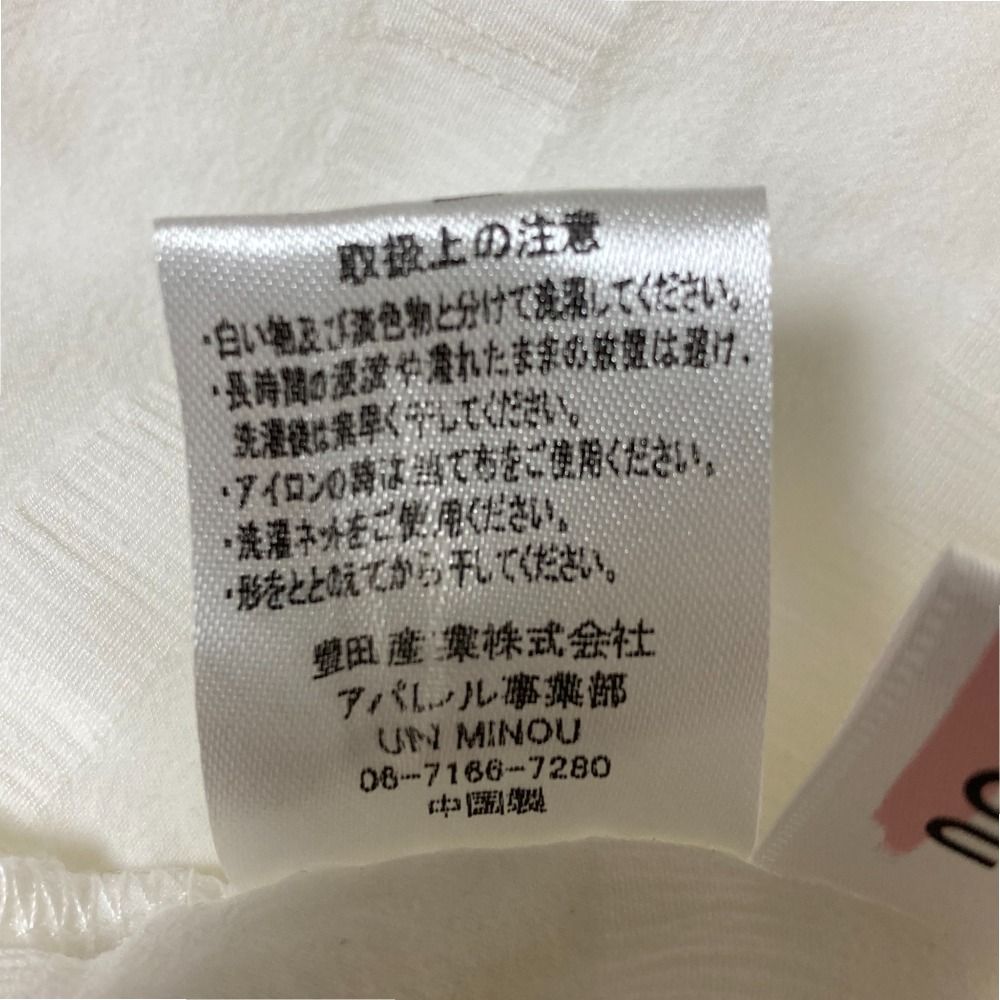 取扱上の注意
・白い物及び淡色物と分けて洗濯してください。
・長時間の浸漬や濡れたままの放置は避け、
洗濯後は素早く干してください。
・アイロンの時は当て布をご使用ください。
・洗濯ネットをご使用ください。
・形をととのえてから干してください。
豊田産業株式会社
アパレル事業部
UN MINOU
06-7166-7280
中国製